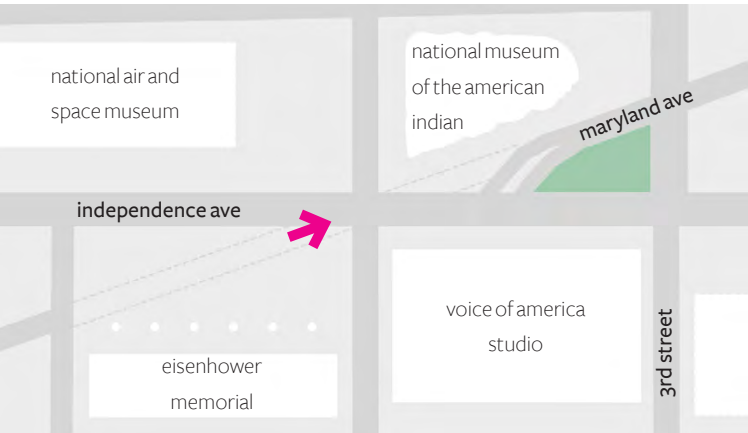 national air and
space museum
national museum
of the american
indian
maryland ave
independence ave
voice of america
studio
3rd street
eisenhower
memorial